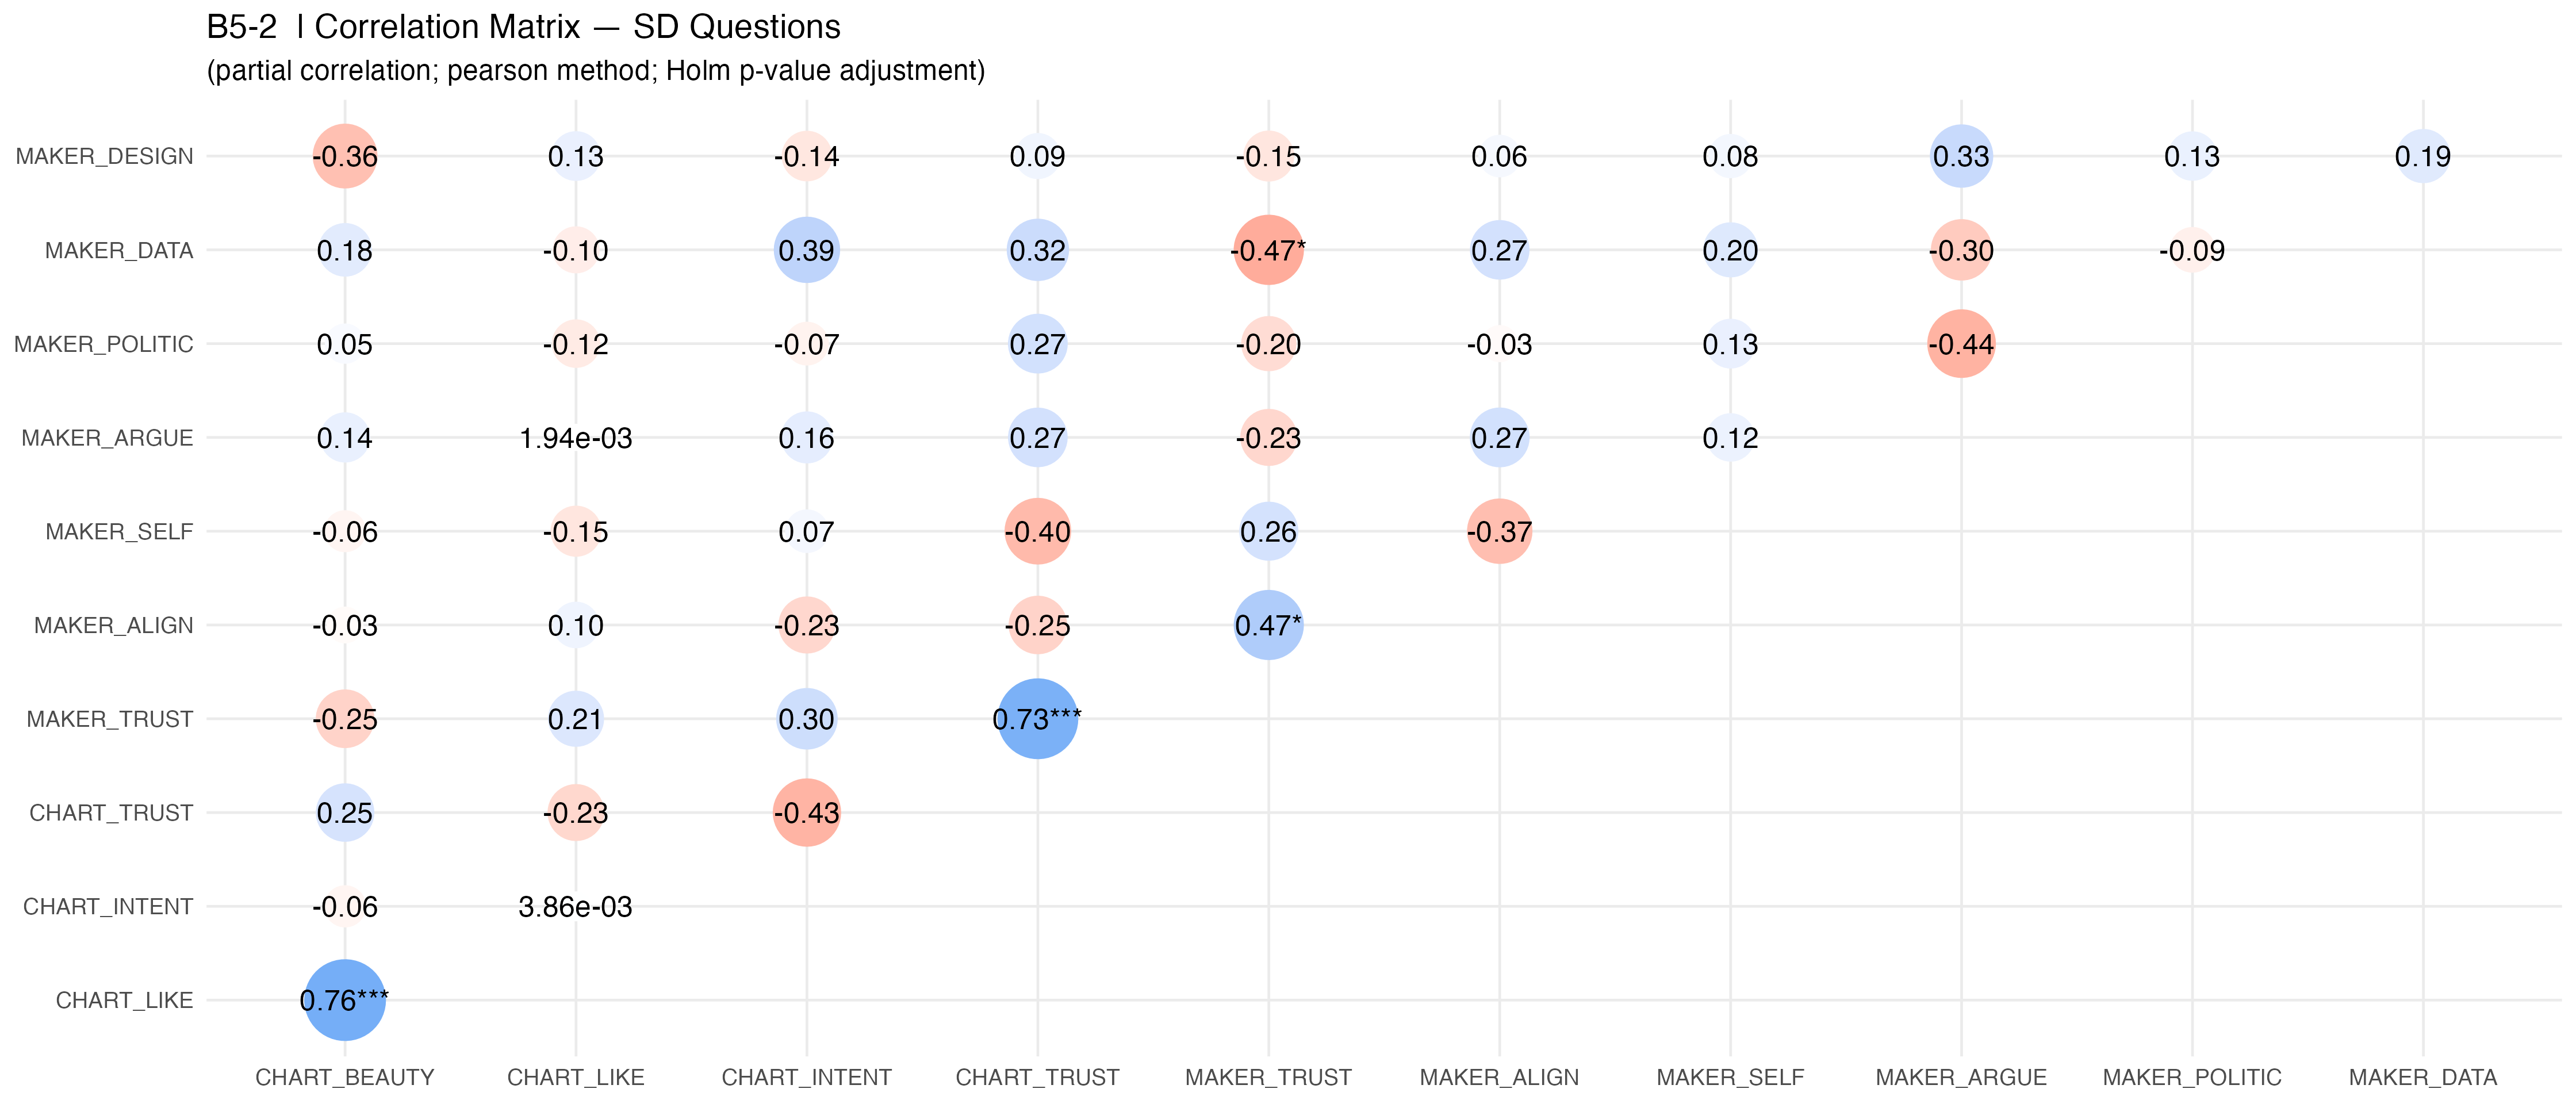 B5-2 | Correlation Matrix — SD Questions
(partial correlation; pearson method; Holm p-value adjustment)
MAKER_DESIGN -0.36 0.13 -0.14 0.09 -0.15 0.06 0.08 0.33 0.13 0.19
MAKER_DATA 0.18 -0.10 0.39 0.32 -0.47* 0.27 0.20 -0.30 -0.09
MAKER_POLITIC 0.05 -0.12 -0.07 0.27 -0.20 -0.03 0.13 -0.44
MAKER_ARGUE 0.14 1.94e-03 0.16 0.27 -0.23 0.27 0.12
MAKER_SELF -0.06 -0.15 0.07 -0.40 0.26 -0.37
MAKER_ALIGN -0.03 0.10 -0.23 -0.25 0.47*
MAKER_TRUST -0.25 0.21 0.30 0.73***
CHART_TRUST 0.25 -0.23 -0.43
CHART_INTENT -0.06 3.86e-03
CHART_LIKE 0.76***
CHART_BEAUTY CHART_LIKE CHART_INTENT CHART_TRUST MAKER_TRUST MAKER_ALIGN MAKER_SELF MAKER_ARGUE MAKER_POLITIC MAKER_DATA